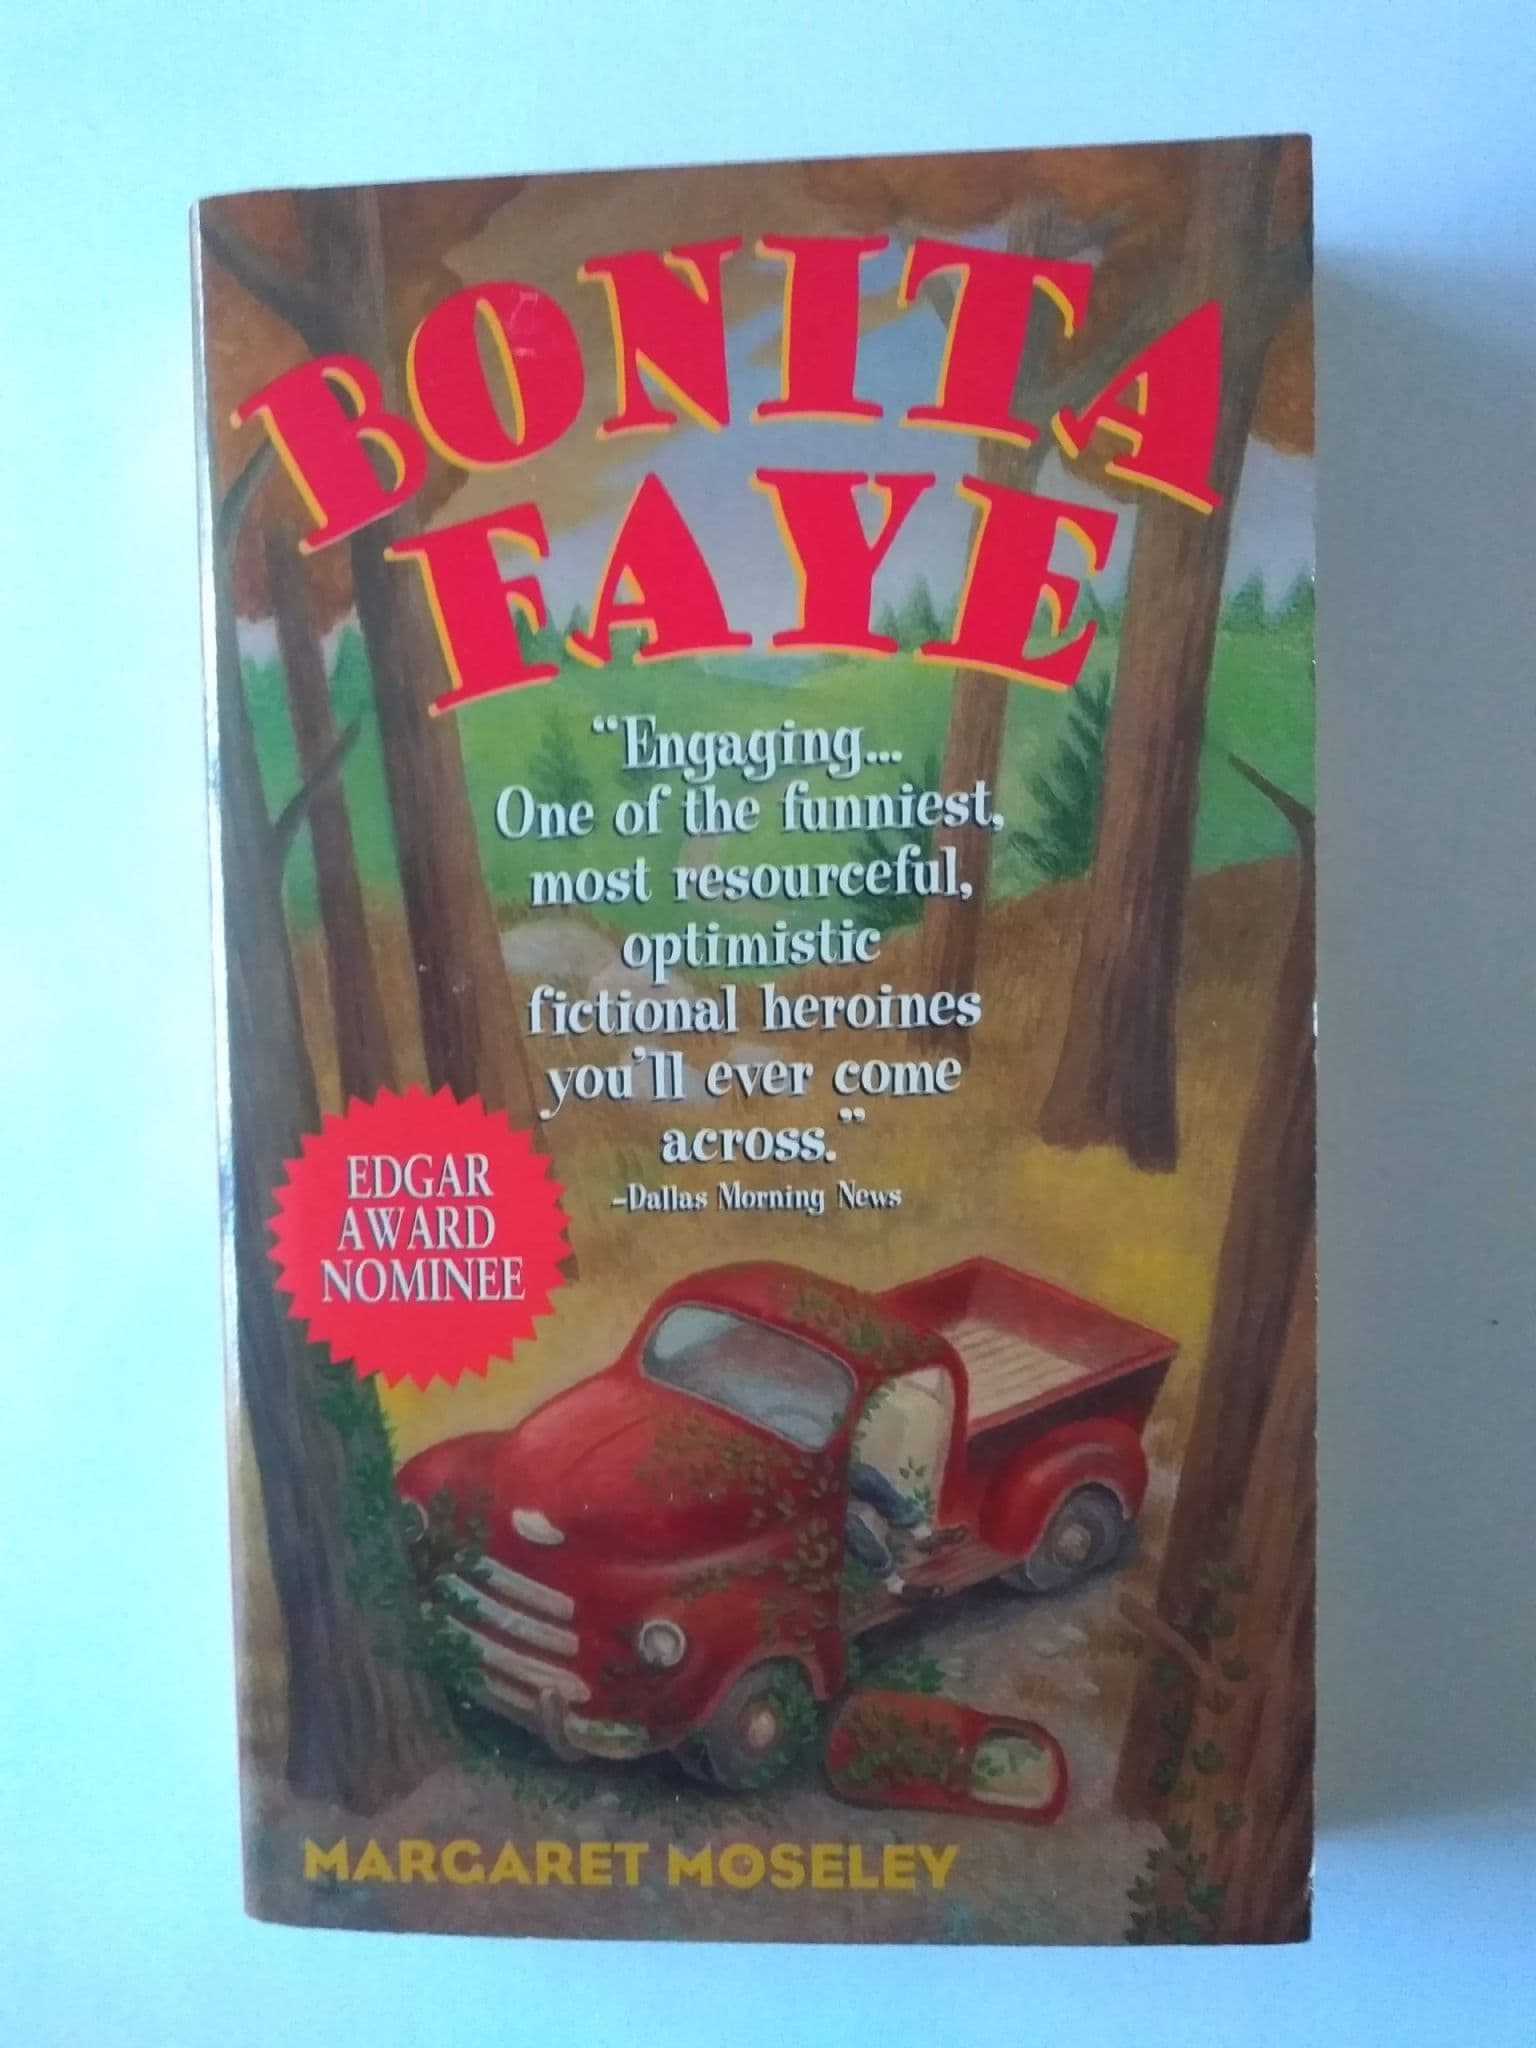 BONITA
FAYE
"Engaging...
One of the funniest,
most resourceful,
optimistic
fictional heroines
you'll ever come
across."
-Dallas Morning News
EDGAR
AWARD
NOMINEE
MARGARET MOSELEY